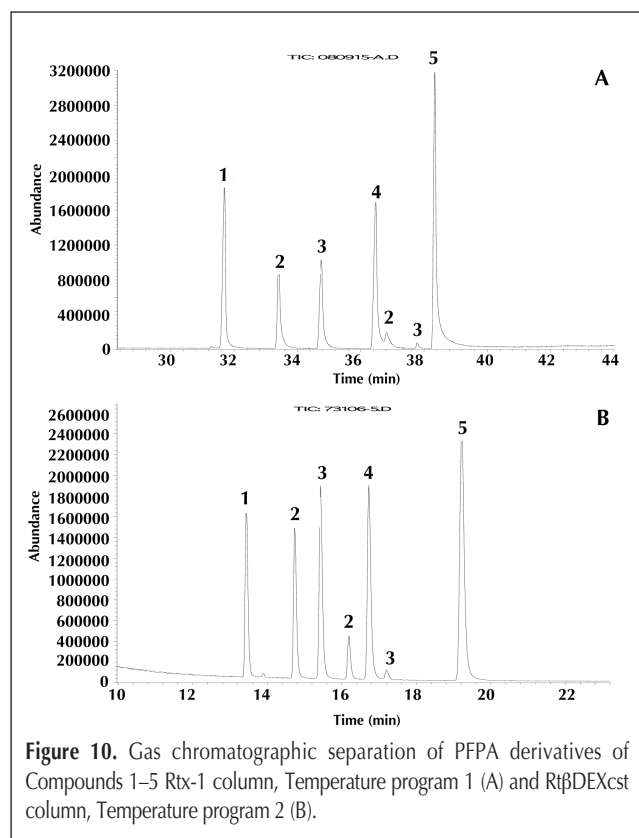 TIC: 080915-A.D
A
3200000
2800000
2400000
2000000
1600000
1200000
800000
400000
0
Abundance
1
2
3
4
2
3
5
30 32 34 36 38 40 42 44
Time (min)
TIC: 73106-5.D
B
2600000
2400000
2200000
2000000
1800000
1600000
1400000
1200000
1000000
800000
600000
400000
200000
0
Abundance
1
2
3
2
4
3
5
10 14 16 18 20 22
Time (min)
Figure 10. Gas chromatographic separation of PFPA derivatives of
Compounds 1–5 Rtx-1 column, Temperature program 1 (A) and RtβDEXcst
column, Temperature program 2 (B).